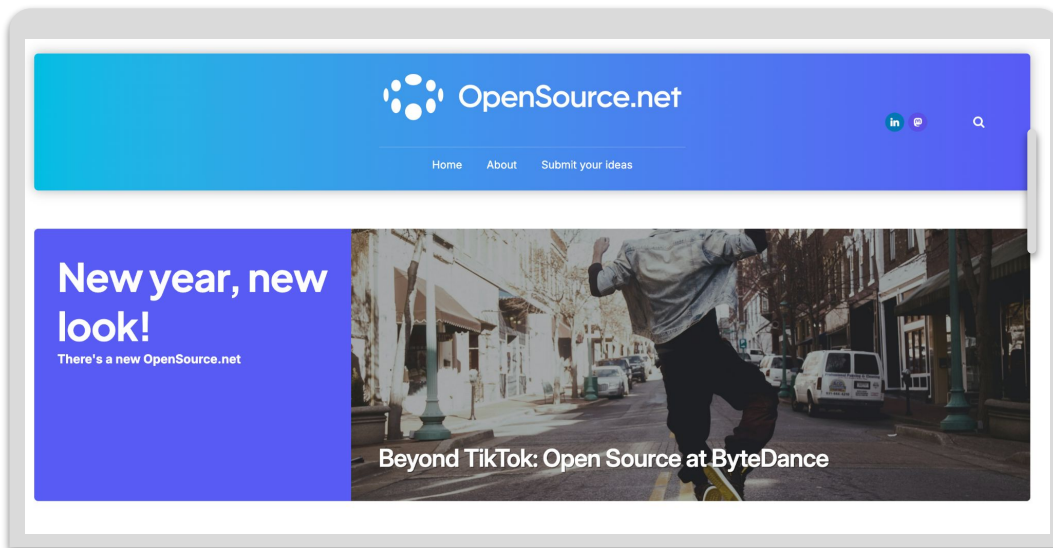 OpenSource.net
in
Home About Submit your ideas
New year, new
look!
There's a new OpenSource.net
Beyond TikTok: Open Source at ByteDance